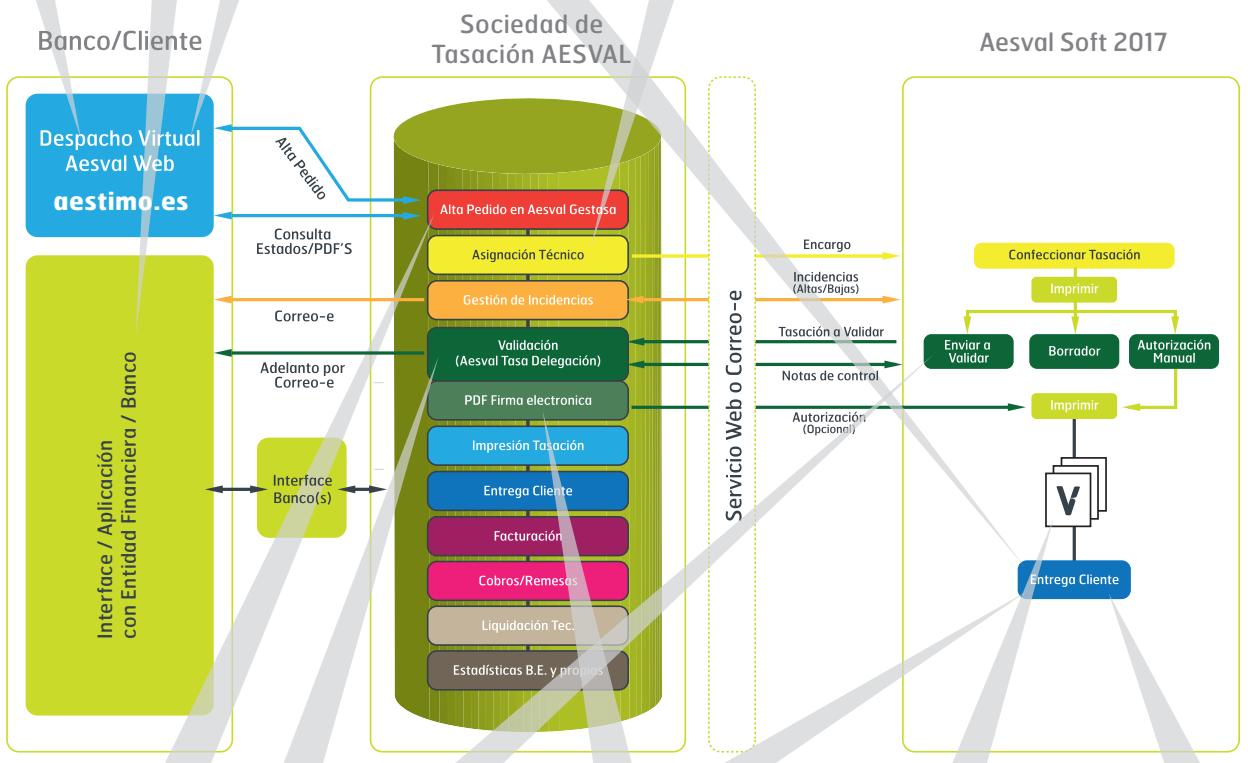 Banco/Cliente
Sociedad de
Tasación AESVAL
Aesval Soft 2017
Despacho Virtual
Aesval Web
aestimo.es
Alta Pedido
Consulta
Estados/PDF'S
Correo-e
Adelanto por
Correo-e
Interface / Aplicación
con Entidad Financiera / Banco
Interface
Banco(s)
Alta Pedido en Aesval Gestasa
Asignación Técnico
Gestión de Incidencias
Validación
(Aesval Tasa Delegación)
PDF Firma electronica
Impresión Tasación
Entrega Cliente
Facturación
Cobros/Remesas
Liquidación Tec.
Estadísticas B.E. y propias
Servicio Web o Correo-e
Encargo
Incidencias
(Altas/Bajas)
Tasación a Validar
Notas de control
Autorización
(Opcional)
Confeccionar Tasación
Imprimir
Enviar a
Validar
Borrador
Autorización
Manual
Imprimir
V
Entrega Cliente